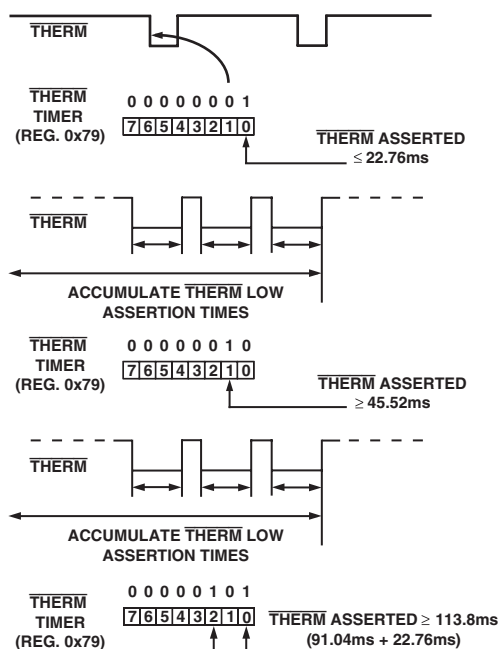 THERM
THERM
TIMER
(REG. 0x79)
0 0 0 0 0 0 0 1
7 6 5 4 3 2 1 0
THERM ASSERTED
≤ 22.76ms
THERM
ACCUMULATE THERM LOW
ASSERTION TIMES
THERM
TIMER
(REG. 0x79)
0 0 0 0 0 0 1 0
7 6 5 4 3 2 1 0
THERM ASSERTED
≥ 45.52ms
THERM
ACCUMULATE THERM LOW
ASSERTION TIMES
THERM
TIMER
(REG. 0x79)
0 0 0 0 0 1 0 1
7 6 5 4 3 2 1 0
THERM ASSERTED ≥ 113.8ms
(91.04ms + 22.76ms)